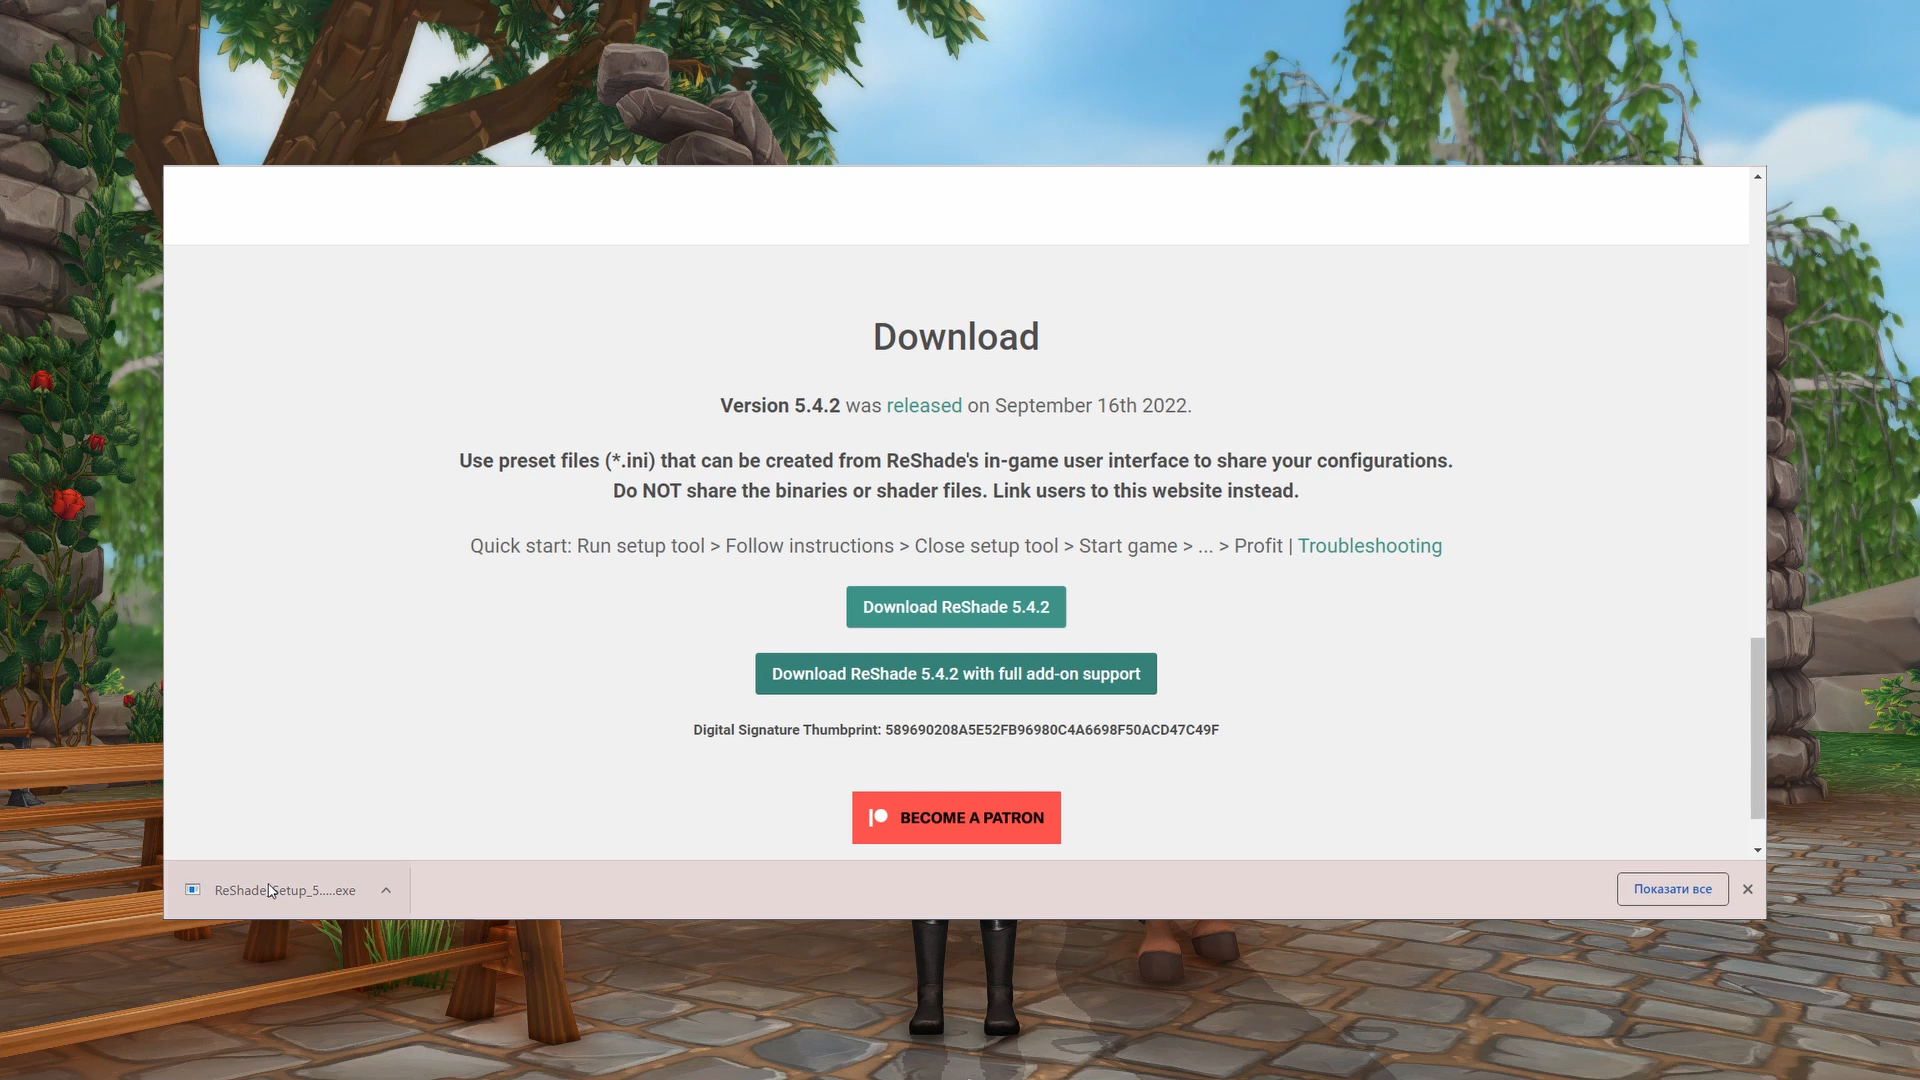 Download
Version 5.4.2 was released on September 16th 2022.
Use preset files (*.ini) that can be created from ReShade's in-game user interface to share your configurations.
Do NOT share the binaries or shader files. Link users to this website instead.
Quick start: Run setup tool > Follow instructions > Close setup tool > Start game > ... > Profit | Troubleshooting
Download ReShade 5.4.2
Download ReShade 5.4.2 with full add-on support
Digital Signature Thumbprint: 589690208A5E52FB96980C4A6698F50ACD47C49F
BECOME A PATRON
ReShade_Setup_5.....exe
Показати все